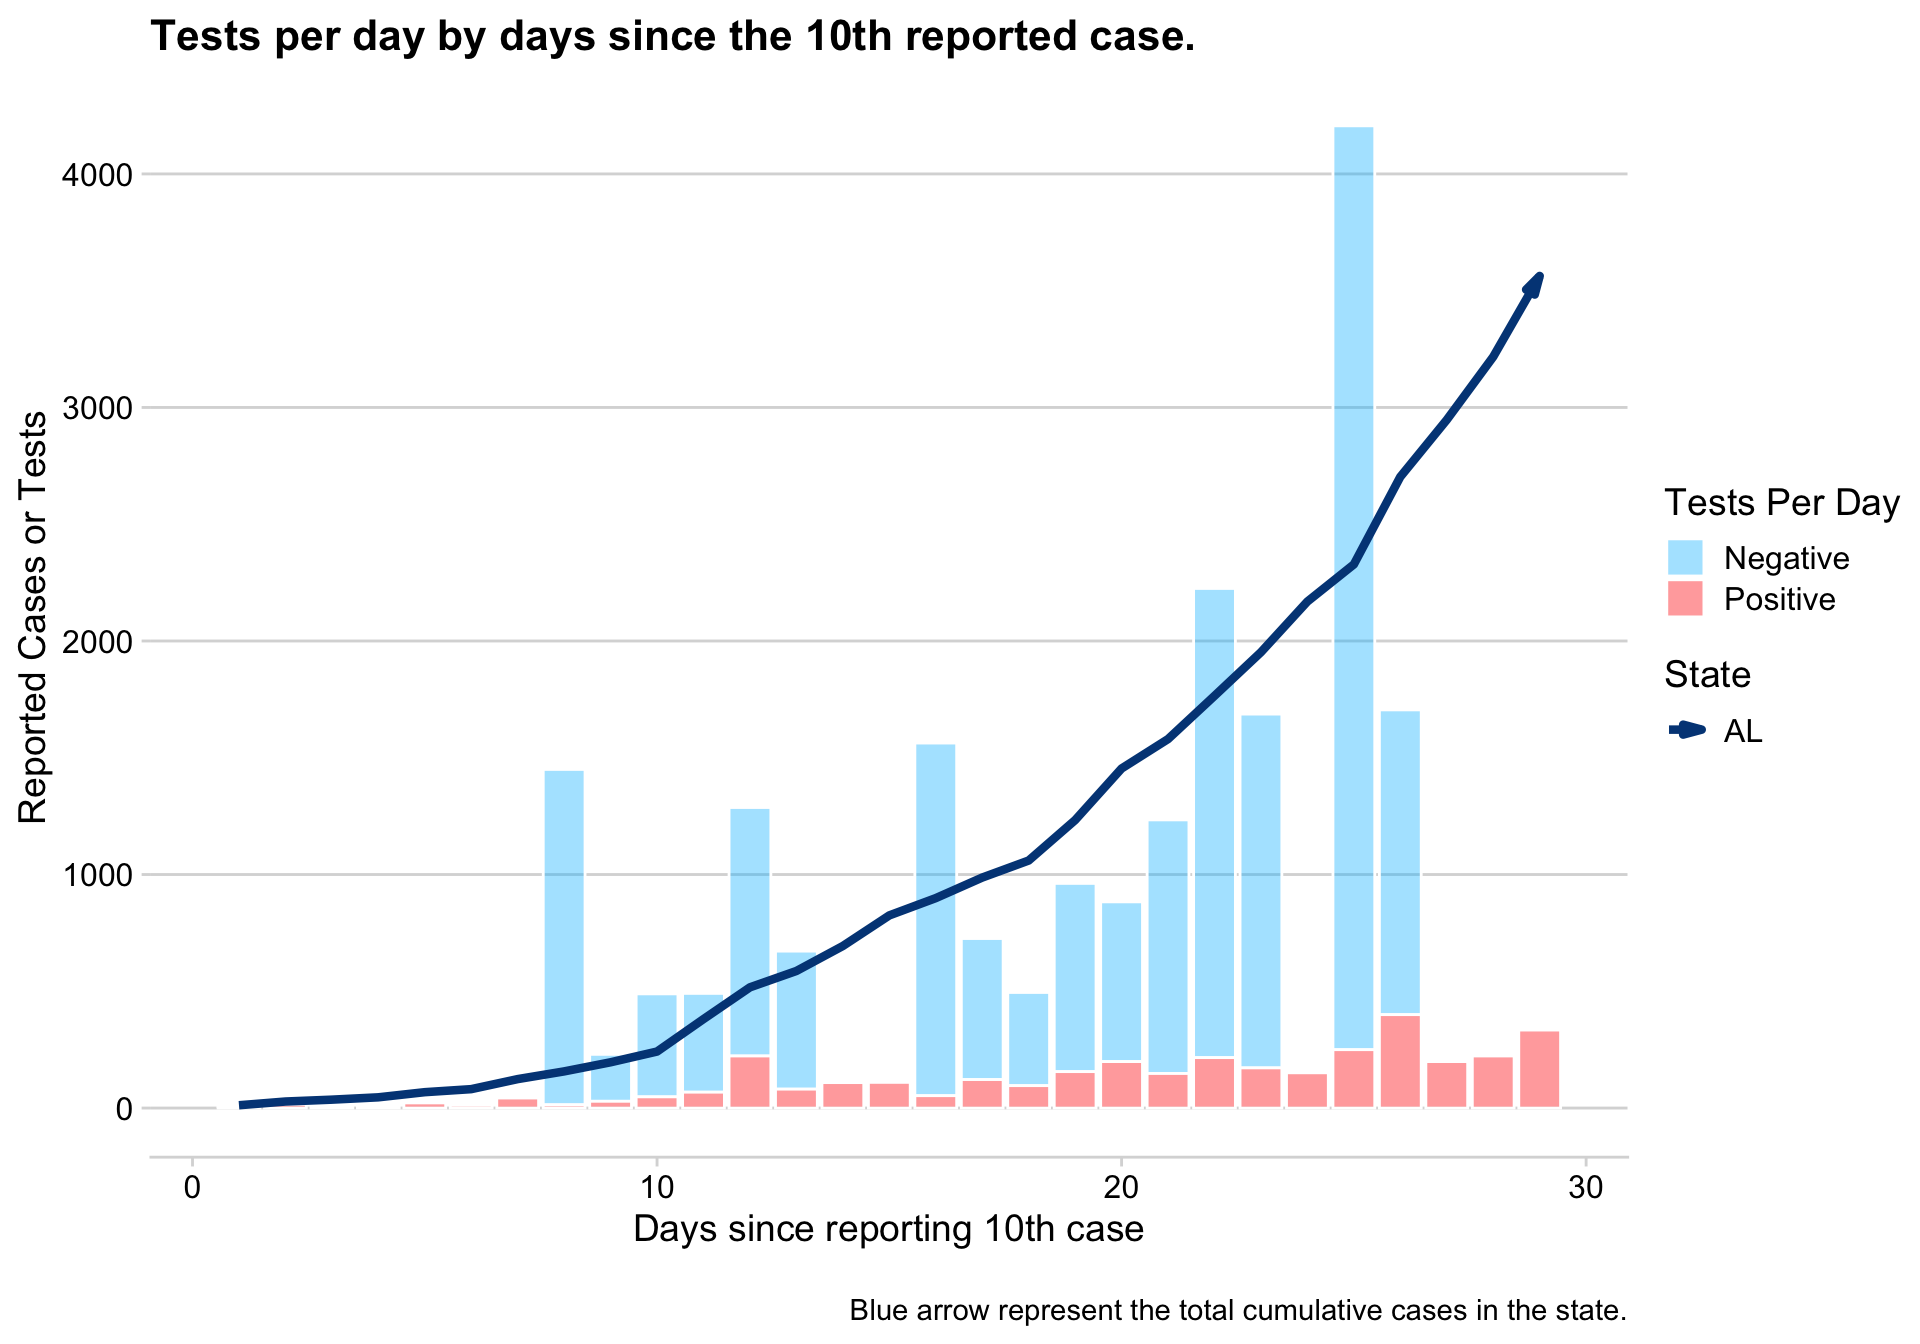 Tests per day by days since the 10th reported case.
Reported Cases or Tests
4000
3000
2000
1000
0
0 10 20 30
Days since reporting 10th case
Tests Per Day
Negative
Positive
State
AL
Blue arrow represent the total cumulative cases in the state.